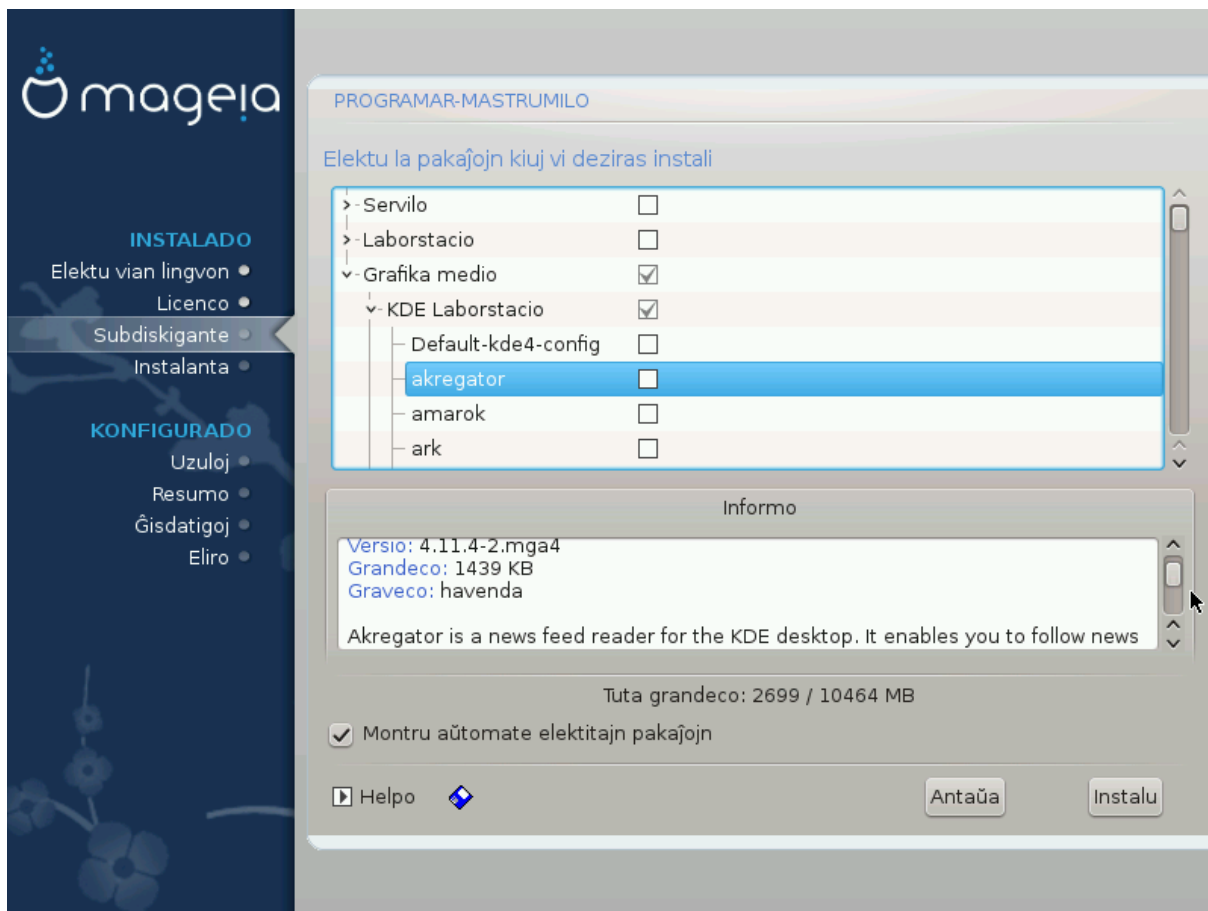 mageia
INSTALADO
Elektu vian lingvon
Licenco
Subdiskigante
Instalanta
KONFIGURADO
Uzuloj
Resumo
Ĝisdatigoj
Eliro
PROGRAMAR-MASTRUMILO
Elektu la pakaĵojn kiuj vi deziras instali
Servilo
Laborstacio
Grafika medio
KDE Laborstacio
Default-kde4-config
akregator
amarok
ark
Informo
Versio: 4.11.4-2.mga4
Grandeco: 1439 KB
Graveco: havenda
Akregator is a news feed reader for the KDE desktop. It enables you to follow news
Tuta grandeco: 2699 / 10464 MB
Montru aŭtomate elektitajn pakaĵojn
Helpo
Antaŭa
Instalu